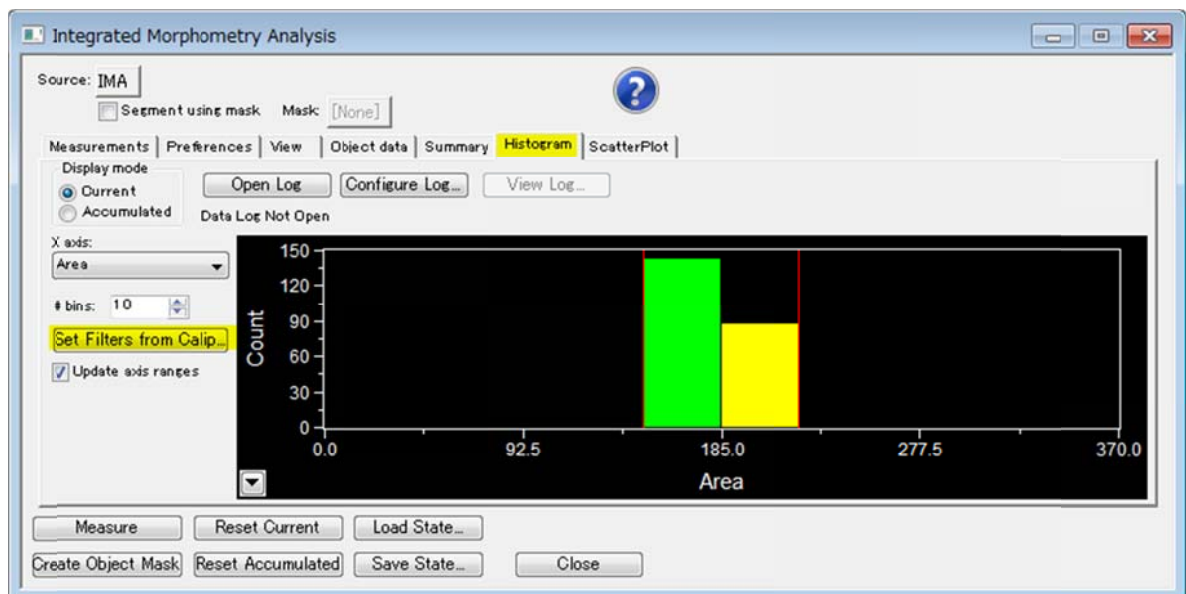 Integrated Morphometry Analysis
Source: IMA
Segment using mask Mask: [None]
Measurements Preferences View Object data Summary Histogram ScatterPlot
Display mode
Current
Accumulated
Open Log Configure Log... View Log...
Data Log Not Open
X axis:
Area
# bins: 10
Set Filters from Calip...
Update axis ranges
Count
150
120
90
60
30
0
0.0 92.5 185.0 277.5 370.0
Area
Measure Reset Current Load State...
Create Object Mask Reset Accumulated Save State... Close